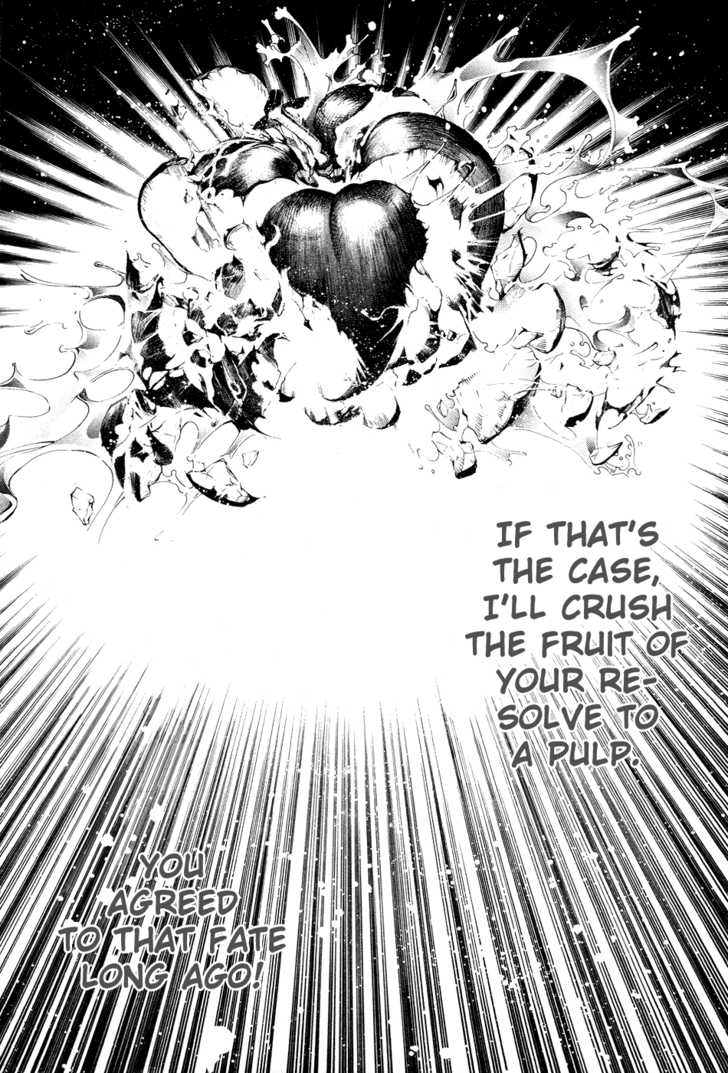 IF THAT'S
THE CASE,
I'LL CRUSH
THE FRUIT OF
YOUR RE-
SOLVE TO
A PULP.
YOU
AGREED
TO THAT FATE
LONG AGO!